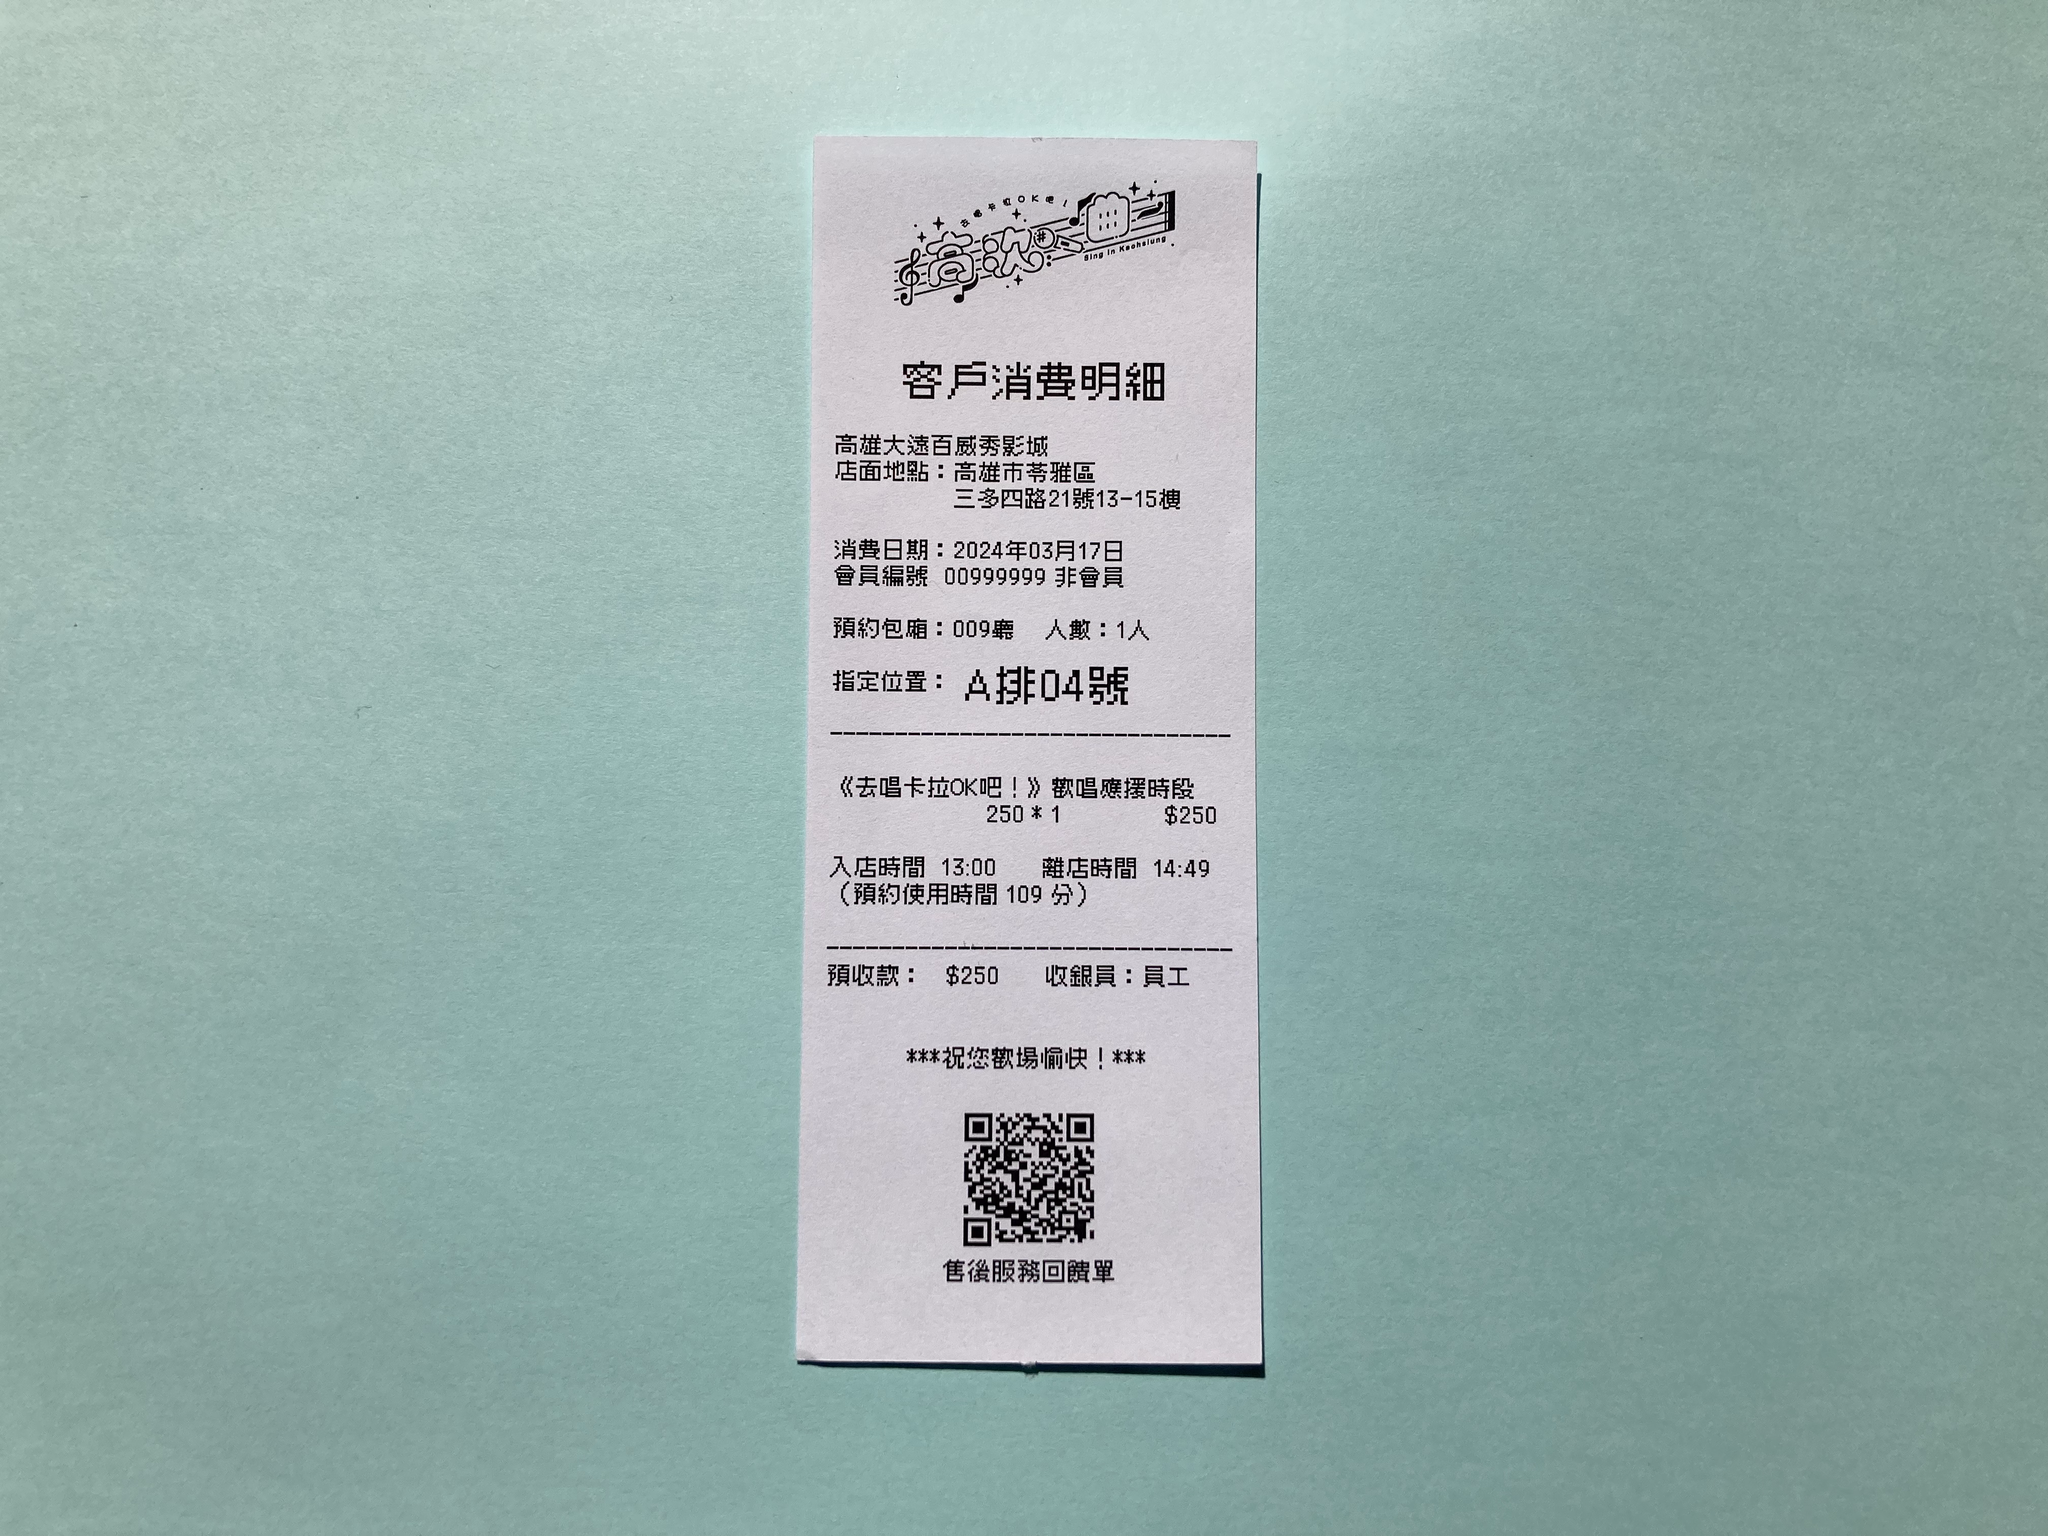 去唱卡拉OK吧！
高次
Sing in Kaohsiung
客戶消費明細
高雄大遠百威秀影城
店面地點：高雄市苓雅區
三多四路21號13-15樓
消費日期：2024年03月17日
會員編號 00999999 非會員
預約包廂：009廳 人數：1人
指定位置： A排04號
《去唱卡拉OK吧！》歡唱應援時段
250*1 $250
入店時間 13:00 離店時間 14:49
（預約使用時間 109 分）
預收款： $250 收銀員：員工
***祝您歡場愉快！***
售後服務回饋單